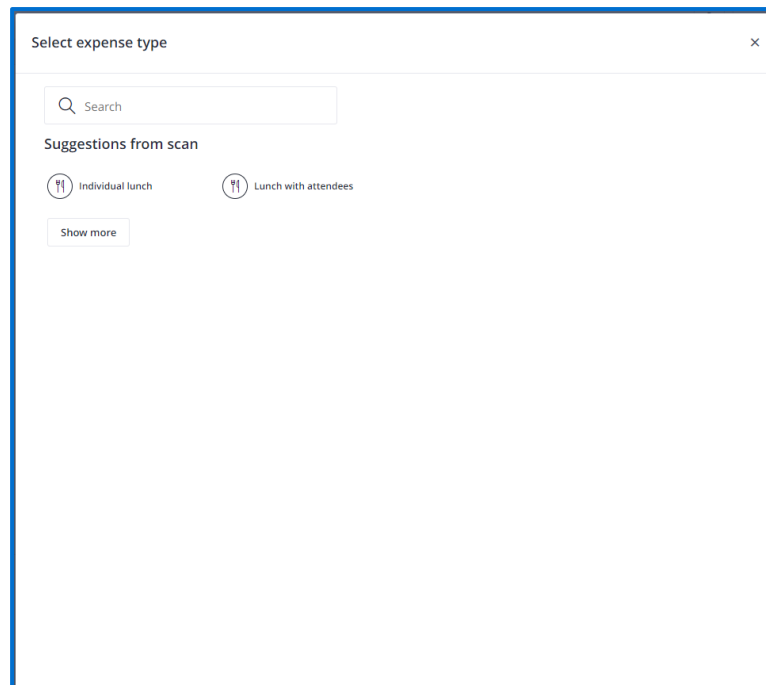 Select expense type
Search
Suggestions from scan
Individual lunch
Lunch with attendees
Show more